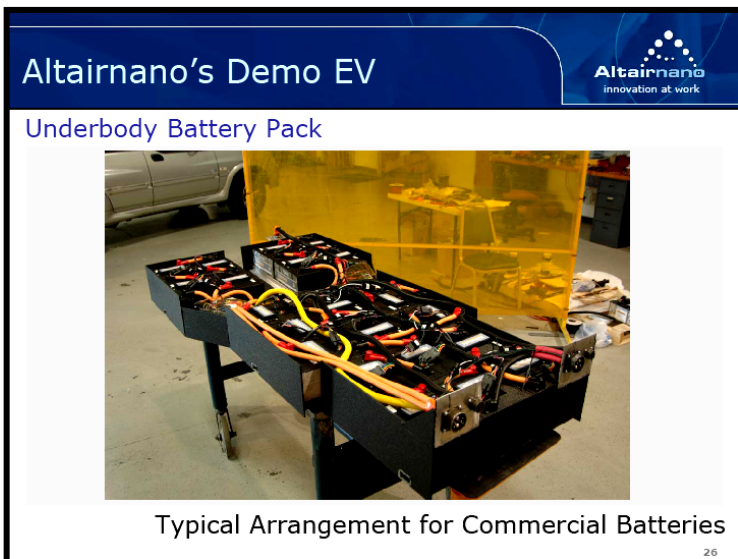 Altairnano's Demo EV
Altairnano
innovation at work
Underbody Battery Pack
Typical Arrangement for Commercial Batteries
26